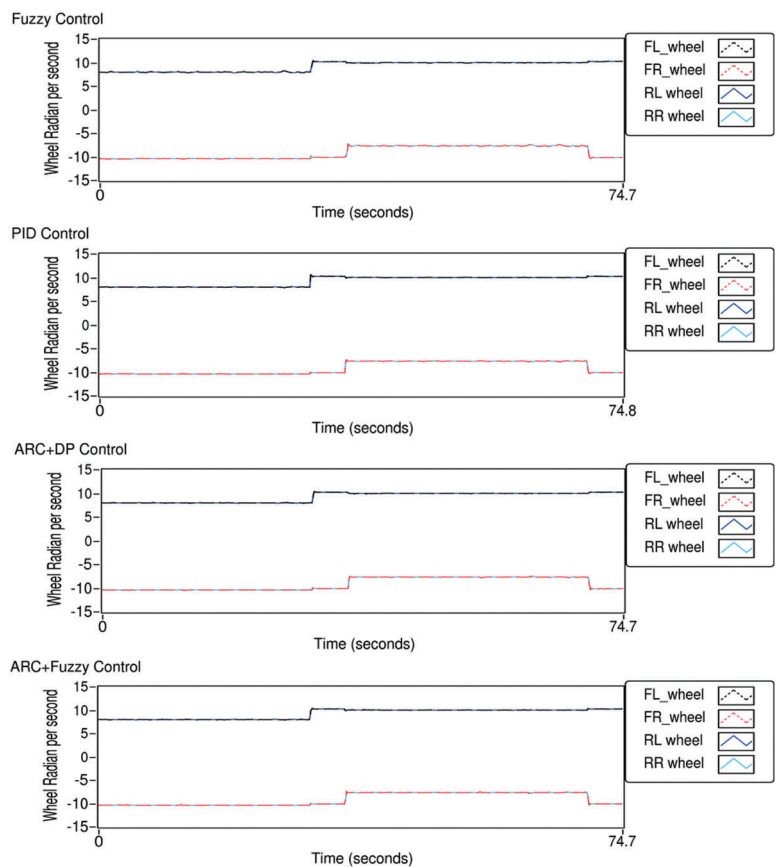 Fuzzy Control
Wheel Radian per second
15
10
5
0
-5
-10
-15
0
74.7
Time (seconds)
FL_wheel
FR_wheel
RL wheel
RR wheel
PID Control
Wheel Radian per second
15
10
5
0
-5
-10
-15
0
74.8
Time (seconds)
FL_wheel
FR_wheel
RL wheel
RR wheel
ARC+DP Control
Wheel Radian per second
15
10
5
0
-5
-10
-15
0
74.7
Time (seconds)
FL_wheel
FR_wheel
RL wheel
RR wheel
ARC+Fuzzy Control
Wheel Radian per second
15
10
5
0
-5
-10
-15
0
74.7
Time (seconds)
FL_wheel
FR_wheel
RL wheel
RR wheel